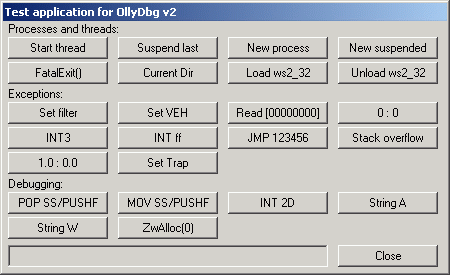 Test application for OllyDbg v2
Processes and threads:
Start thread Suspend last New process New suspended
FatalExit() Current Dir Load ws2_32 Unload ws2_32
Exceptions:
Set filter Set VEH Read [00000000] 0 : 0
INT3 INT ff JMP 123456 Stack overflow
1.0 : 0.0 Set Trap
Debugging:
POP SS/PUSHF MOV SS/PUSHF INT 2D String A
String W ZwAlloc(0)
Close